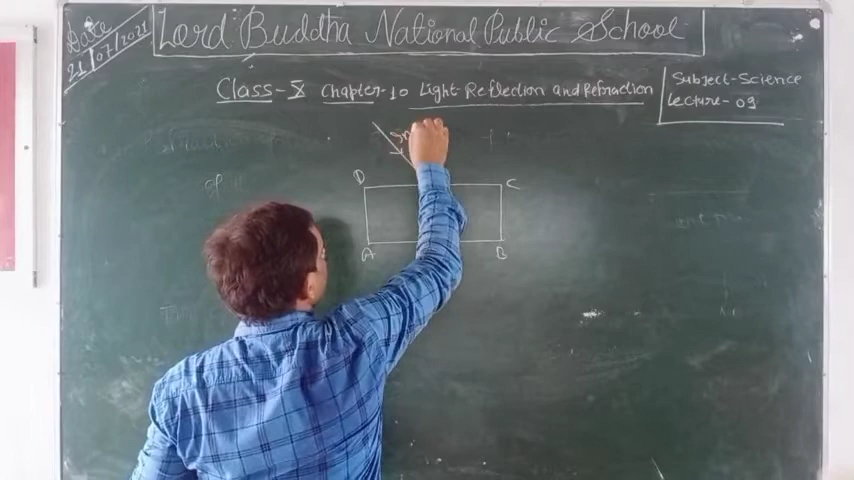 Date
21/07/2021
Lord Buddha National Public School
Class-X Chapter-10 Light-Reflection and Refraction
Subject-Science
Lecture-09
D
C
A
B